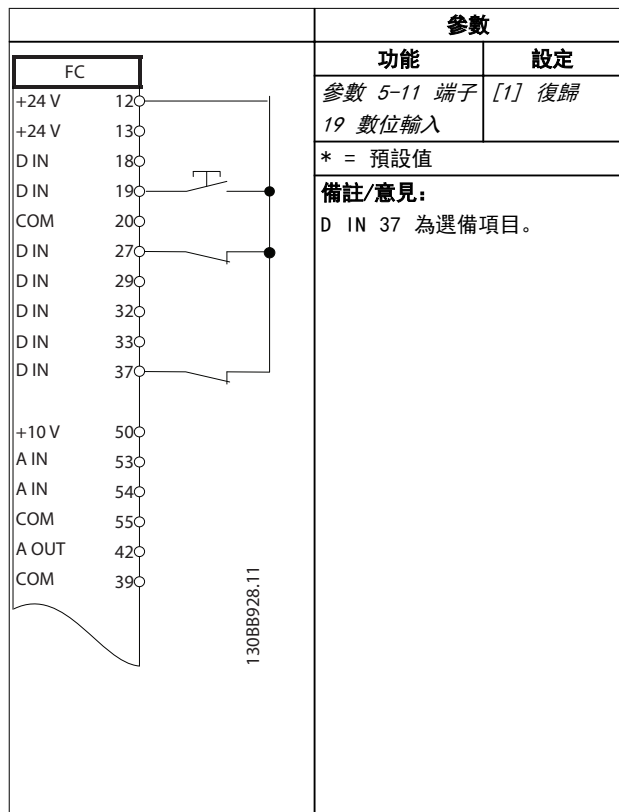 參數
功能 設定
參數 5-11 端子 19 數位輸入
[1] 復歸
* = 預設值
備註/意見:
D IN 37 為選備項目。
FC
+24 V 12
+24 V 13
D IN 18
D IN 19
COM 20
D IN 27
D IN 29
D IN 32
D IN 33
D IN 37
+10 V 50
A IN 53
A IN 54
COM 55
A OUT 42
COM 39
130BB928.11